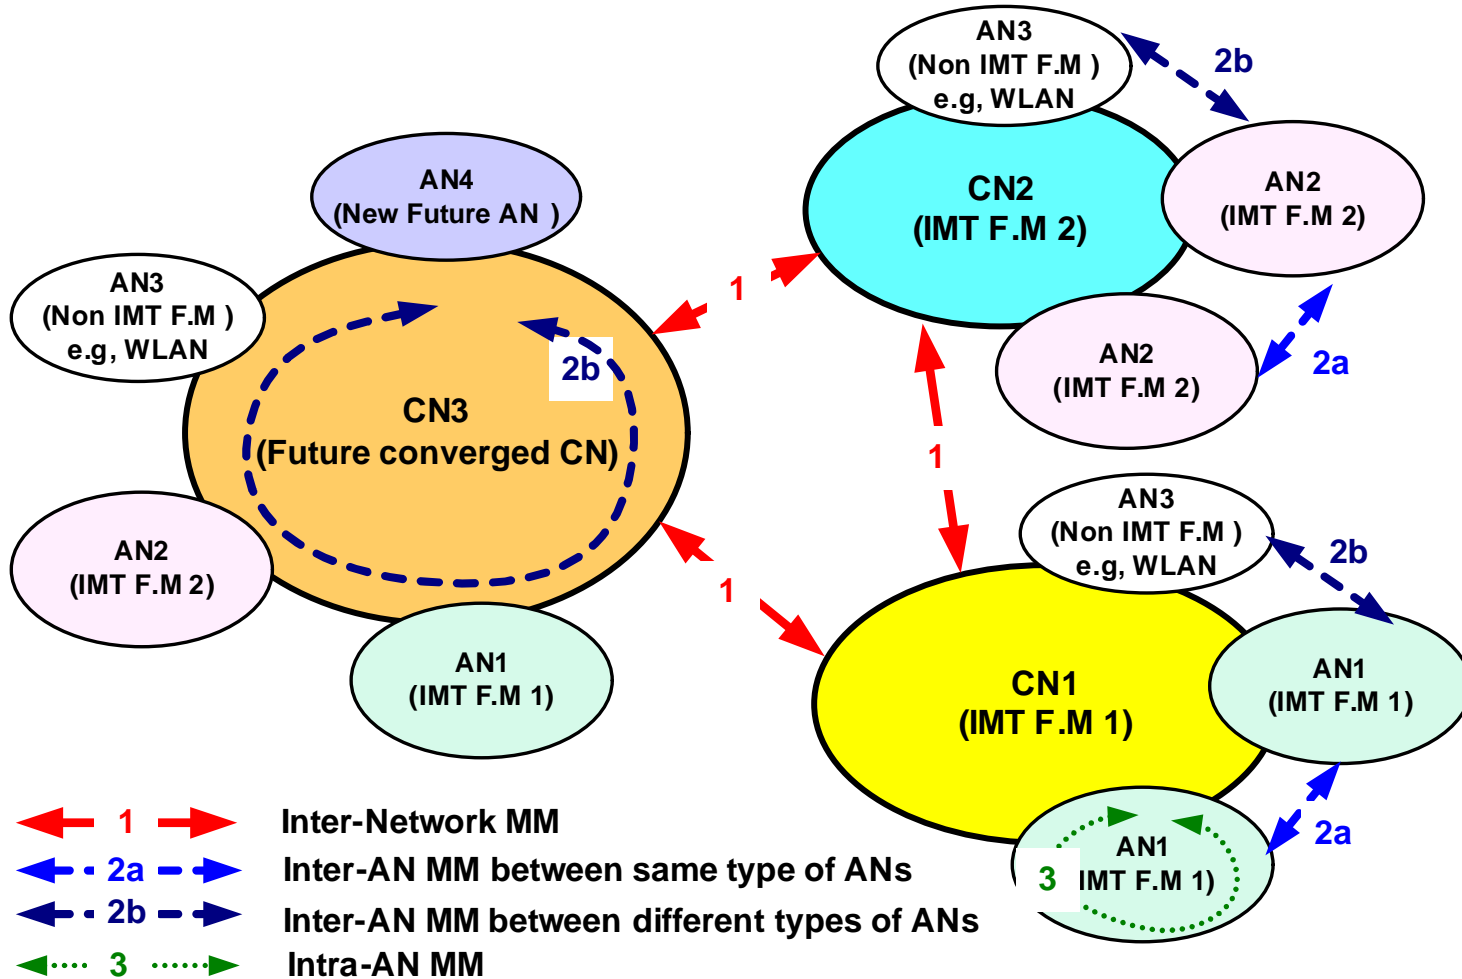 AN3
(Non IMT F.M )
e.g, WLAN
2b
AN2
(IMT F.M 2)
CN2
(IMT F.M 2)
AN2
(IMT F.M 2)
2a
AN4
(New Future AN )
AN3
(Non IMT F.M )
e.g, WLAN
2b
CN3
(Future converged CN)
AN2
(IMT F.M 2)
AN1
(IMT F.M 1)
1
1
1
AN3
(Non IMT F.M )
e.g, WLAN
2b
AN1
(IMT F.M 1)
CN1
(IMT F.M 1)
2a
AN1
3 IMT F.M 1)
1 Inter-Network MM
2a Inter-AN MM between same type of ANs
2b Inter-AN MM between different types of ANs
3 Intra-AN MM